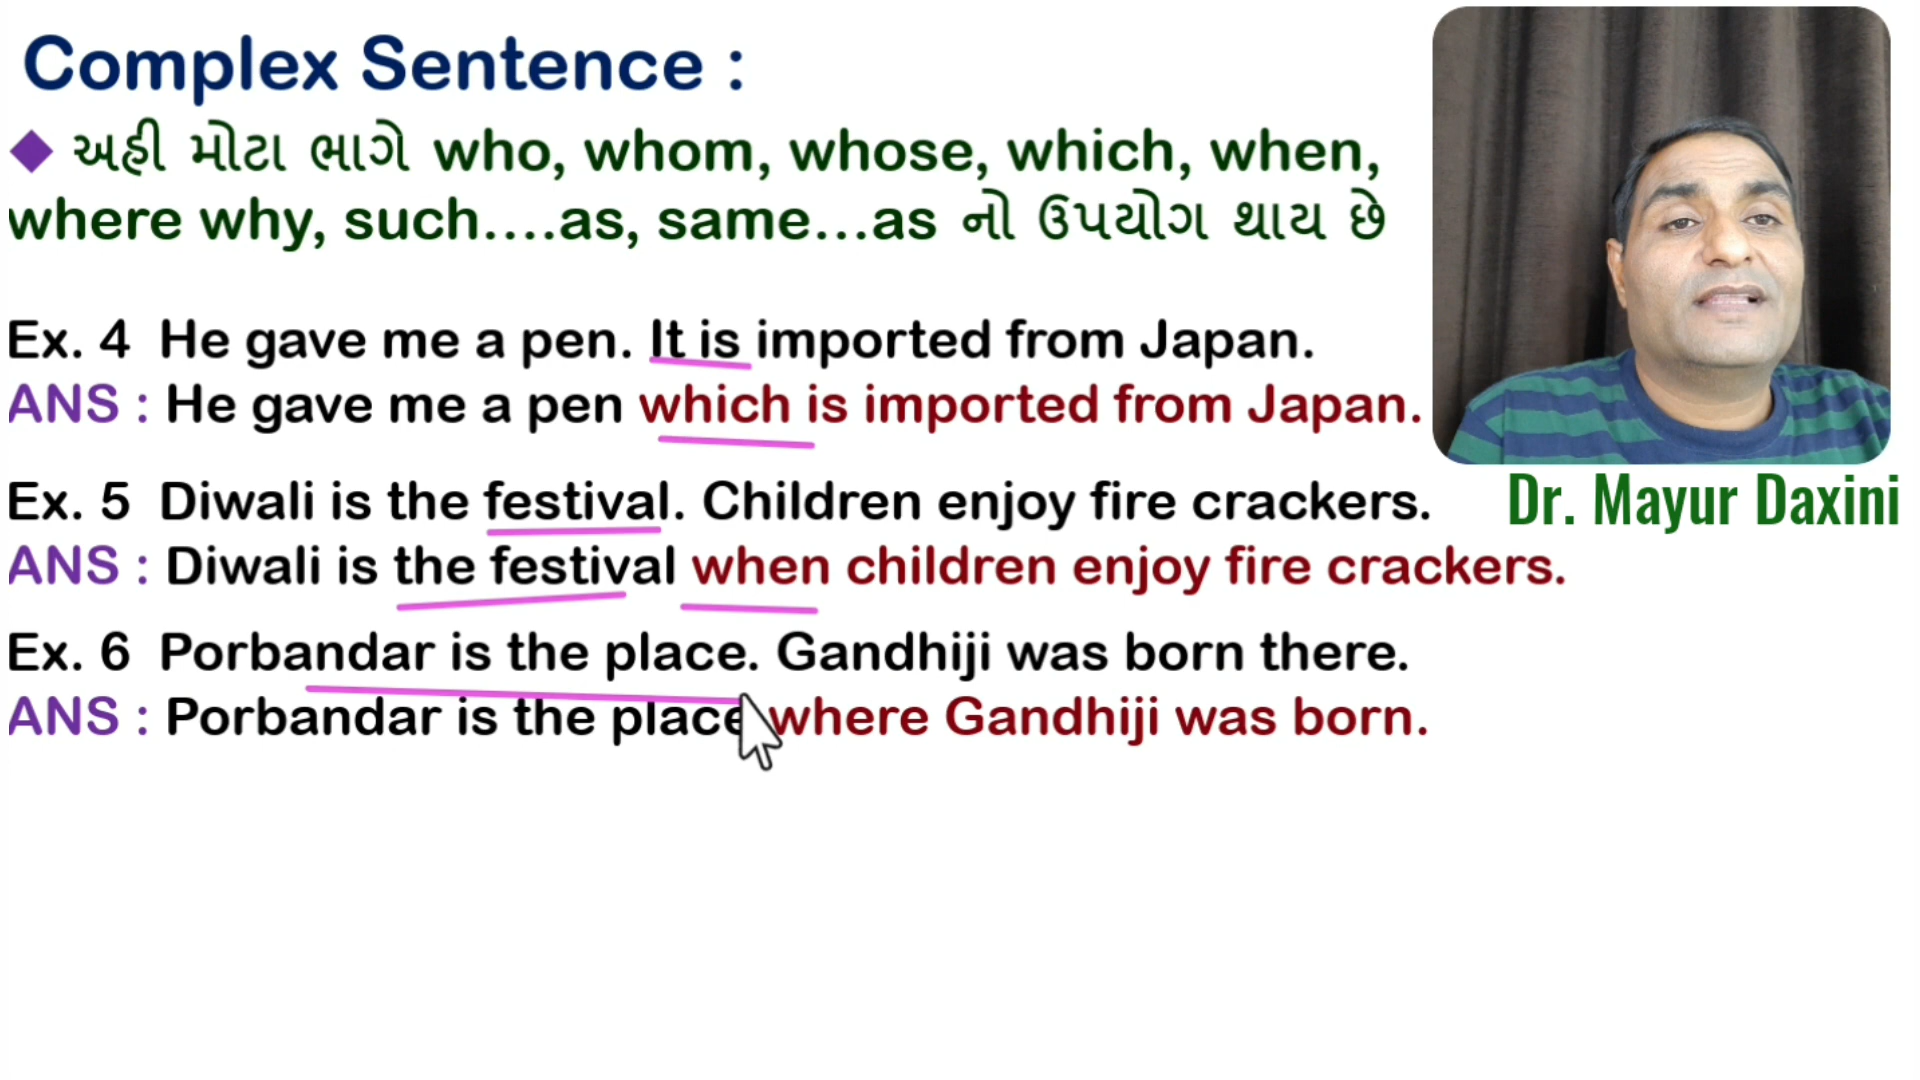 Complex Sentence :
◆ અહી મોટા ભાગે who, whom, whose, which, when,
where why, such....as, same...as નો ઉપયોગ થાય છે
Ex. 4 He gave me a pen. It is imported from Japan.
ANS : He gave me a pen which is imported from Japan.
Ex. 5 Diwali is the festival. Children enjoy fire crackers.
Dr. Mayur Daxini
ANS : Diwali is the festival when children enjoy fire crackers.
Ex. 6 Porbandar is the place. Gandhiji was born there.
ANS : Porbandar is the place where Gandhiji was born.